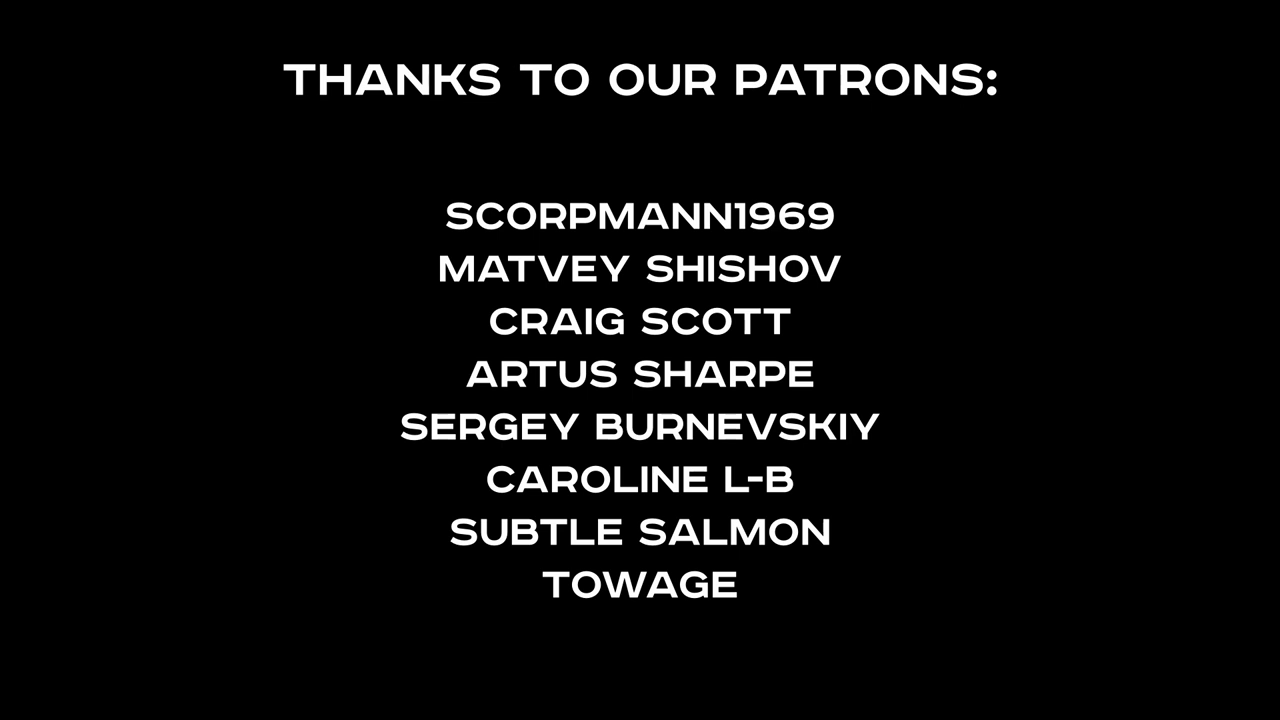 THANKS TO OUR PATRONS:
SCORPMANN1969
MATVEY SHISHOV
CRAIG SCOTT
ARTUS SHARPE
SERGEY BURNEVSKIY
CAROLINE L-B
SUBTLE SALMON
TOWAGE